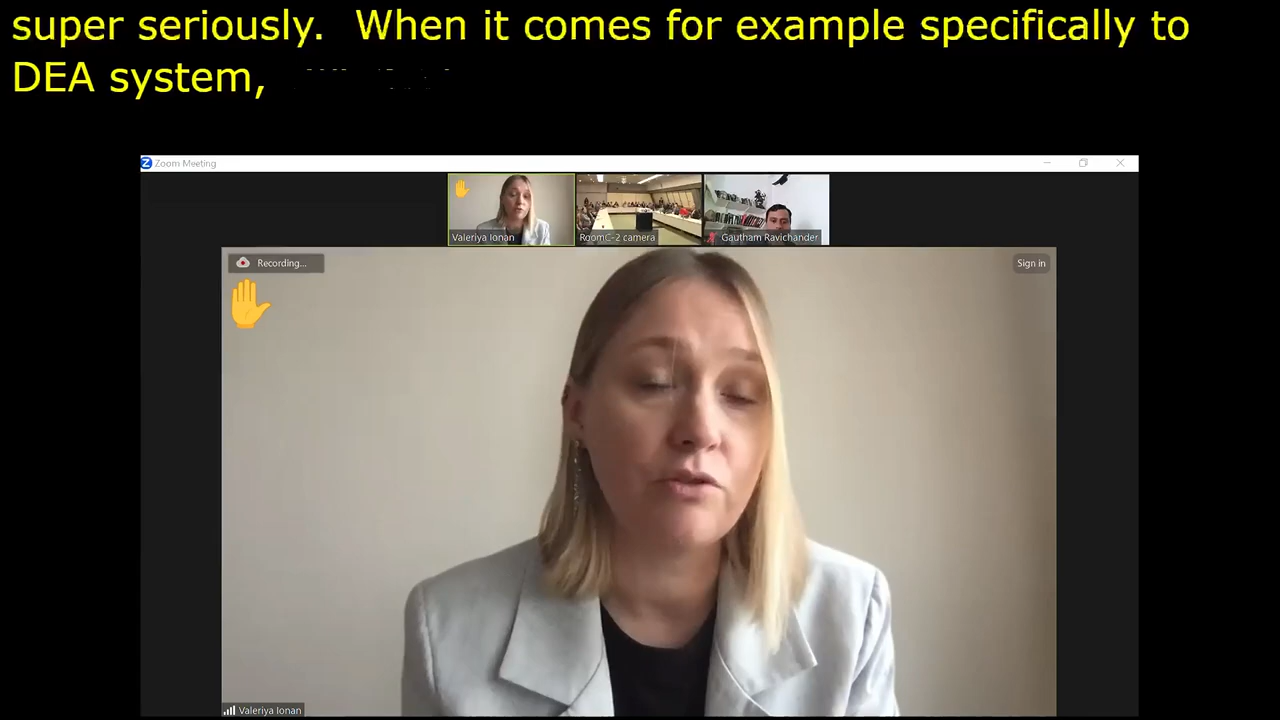 super seriously.  When it comes for example specifically to
DEA system,
Zoom Meeting
Valeriya Ionan
RoomC-2 camera
Gautham Ravichander
Recording...
Sign in
Valeriya Ionan